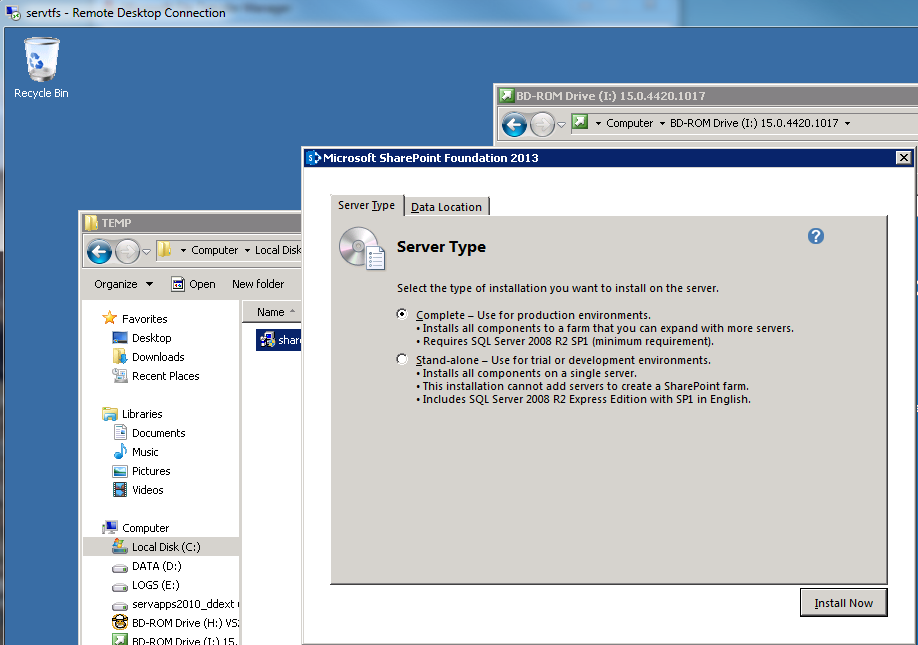 servtfs - Remote Desktop Connection
Recycle Bin
BD-ROM Drive (I:) 15.0.4420.1017
Computer BD-ROM Drive (I:) 15.0.4420.1017
Microsoft SharePoint Foundation 2013
Server Type Data Location
Server Type
Select the type of installation you want to install on the server.
Complete – Use for production environments.
• Installs all components to a farm that you can expand with more servers.
• Requires SQL Server 2008 R2 SP1 (minimum requirement).
Stand-alone – Use for trial or development environments.
• Installs all components on a single server.
• This installation cannot add servers to create a SharePoint farm.
• Includes SQL Server 2008 R2 Express Edition with SP1 in English.
Install Now
TEMP
Computer Local Disk
Organize Open New folder
Name
share
Favorites
Desktop
Downloads
Recent Places
Libraries
Documents
Music
Pictures
Videos
Computer
Local Disk (C:)
DATA (D:)
LOGS (E:)
servapps2010_ddext
BD-ROM Drive (H:) VS
BD-ROM Drive (I:) 15.